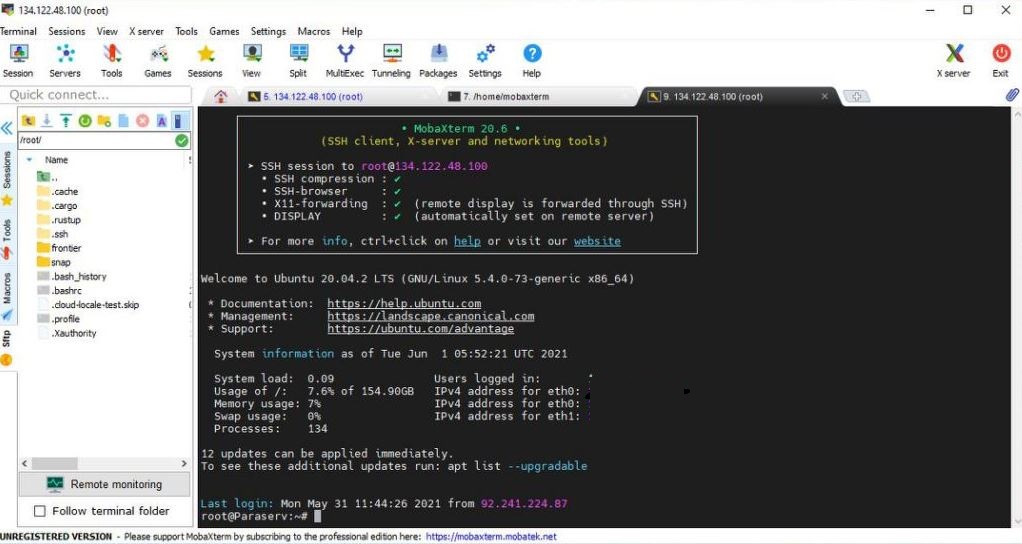 134.122.48.100 (root)
Terminal Sessions View X server Tools Games Settings Macros Help
Session Servers Tools Games Sessions View Split MultiExec Tunneling Packages Settings Help X server Exit
Quick connect...
5. 134.122.48.100 (root) 7. /home/mobaxterm 9. 134.122.48.100 (root)
/root/
Name
..
.cache
.cargo
.rustup
.ssh
frontier
snap
.bash_history
.bashrc
.cloud-locale-test.skip
.profile
.Xauthority
Sessions
Tools
Macros
Sftp
Remote monitoring
Follow terminal folder
• MobaXterm 20.6 •
(SSH client, X-server and networking tools)
➤ SSH session to root@134.122.48.100
• SSH compression : ✔
• SSH-browser : ✔
• X11-forwarding : ✔ (remote display is forwarded through SSH)
• DISPLAY : ✔ (automatically set on remote server)
➤ For more info, ctrl+click on help or visit our website
Welcome to Ubuntu 20.04.2 LTS (GNU/Linux 5.4.0-73-generic x86_64)
* Documentation: https://help.ubuntu.com
* Management: https://landscape.canonical.com
* Support: https://ubuntu.com/advantage
System information as of Tue Jun 1 05:52:21 UTC 2021
System load: 0.09 Users logged in:
Usage of /: 7.6% of 154.90GB IPv4 address for eth0:
Memory usage: 7% IPv4 address for eth0:
Swap usage: 0% IPv4 address for eth1:
Processes: 134
12 updates can be applied immediately.
To see these additional updates run: apt list --upgradable
Last login: Mon May 31 11:44:26 2021 from 92.241.224.87
root@Paraserv:~#
UNREGISTERED VERSION - Please support MobaXterm by subscribing to the professional edition here: https://mobaxterm.mobatek.net